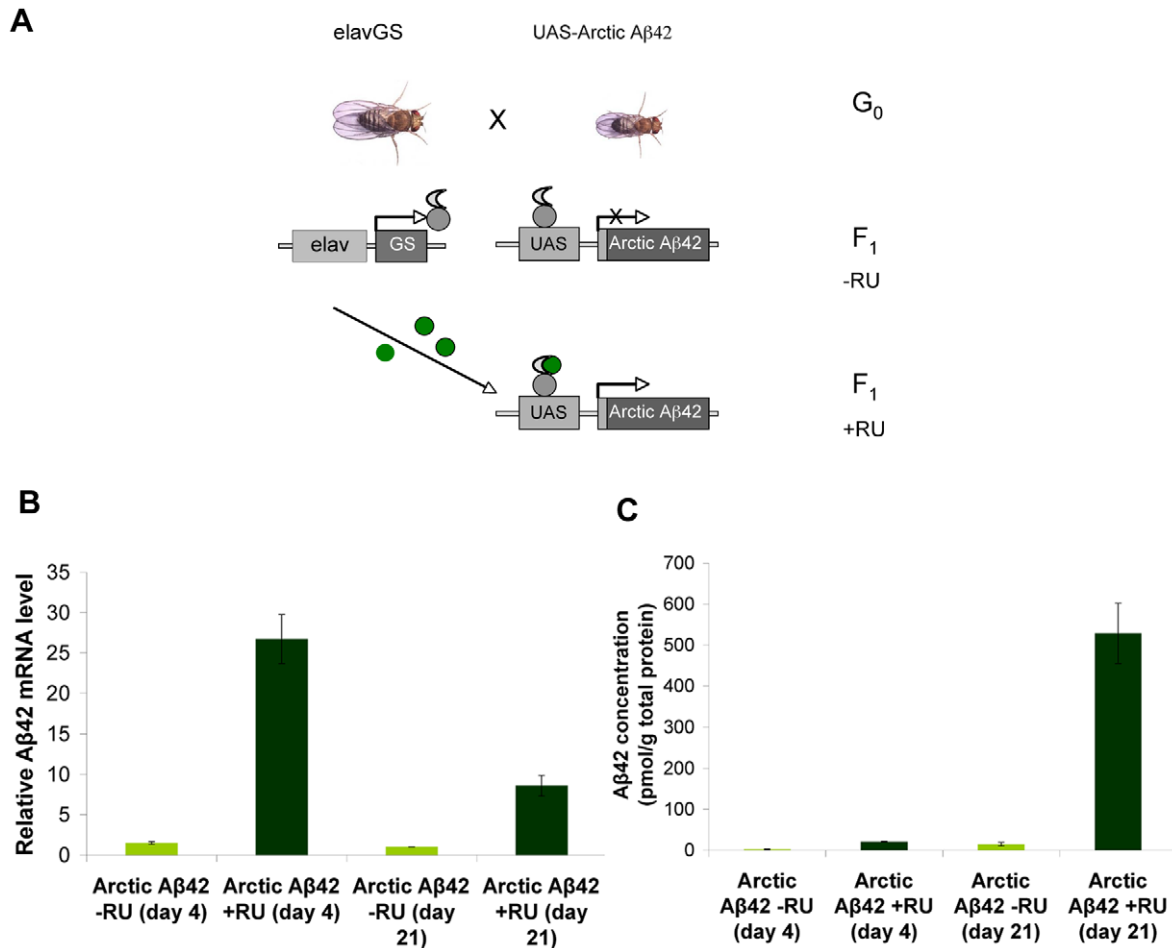 A
elavGS
UAS-Arctic Aβ42
X
G0
elav
GS
UAS
X
Arctic Aβ42
F1
-RU
UAS
Arctic Aβ42
F1
+RU
B
Relative Aβ42 mRNA level
35
30
25
20
15
10
5
0
Arctic Aβ42
-RU (day 4)
Arctic Aβ42
+RU (day 4)
Arctic Aβ42
-RU (day
21)
Arctic Aβ42
+RU (day
21)
C
Aβ42 concentration
(pmol/g total protein)
700
600
500
400
300
200
100
0
Arctic
Aβ42 -RU
(day 4)
Arctic
Aβ42 +RU
(day 4)
Arctic
Aβ42 -RU
(day 21)
Arctic
Aβ42 +RU
(day 21)